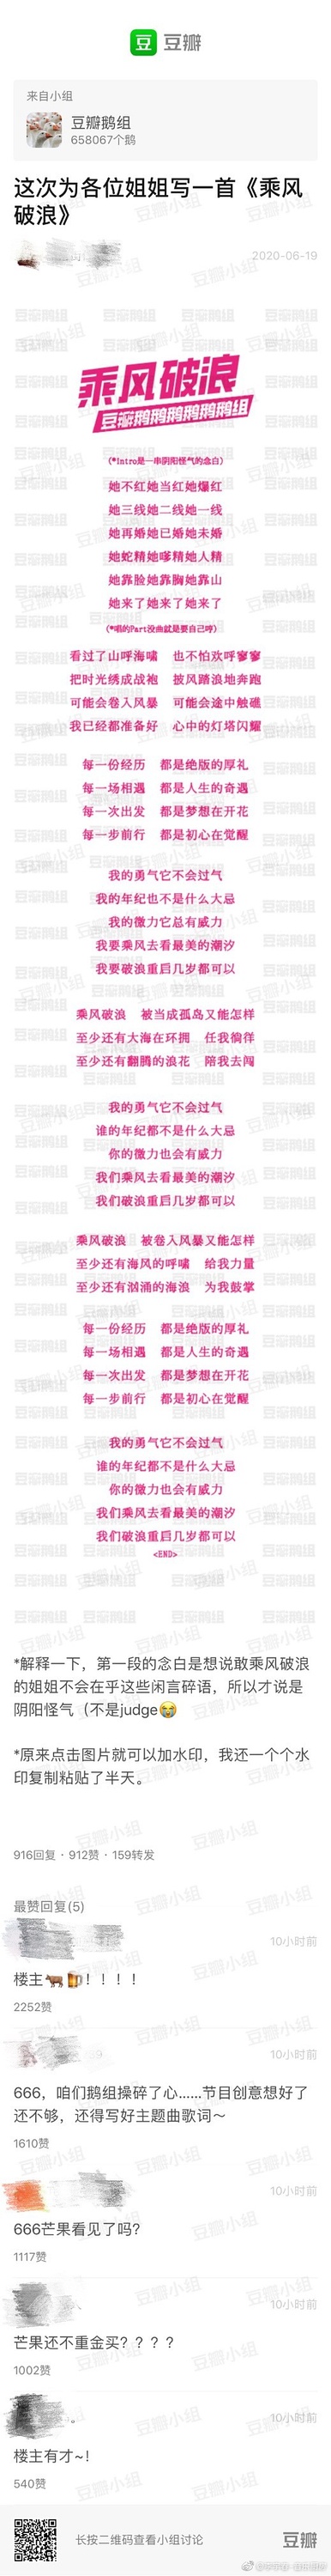 豆 豆瓣
来自小组
豆瓣鹅组
658067个鹅
这次为各位姐姐写一首《乘风
破浪》
2020-06-19
乘风破浪
豆瓣鹅鹅鹅鹅鹅鹅组
（*Intro是一串阴阳怪气的念白）
她不红她当红她爆红
她三线她二线她一线
她再婚她已婚她未婚
她蛇精她嗲精她人精
她靠脸她靠胸她靠山
她来了她来了她来了
（*唱的Part没曲就是要自己哼）
看过了山呼海啸 也不怕欢呼寥寥
把时光绣成战袍 披风踏浪地奔跑
可能会卷入风暴 可能会途中触礁
我已经都准备好 心中的灯塔闪耀
每一份经历 都是绝版的厚礼
每一场相遇 都是人生的奇遇
每一次出发 都是梦想在开花
每一步前行 都是初心在觉醒
我的勇气它不会过气
我的年纪也不是什么大忌
我的微力它总有威力
我要乘风去看最美的潮汐
我要破浪重启几岁都可以
乘风破浪 被当成孤岛又能怎样
至少还有大海在环拥 任我徜徉
至少还有翻腾的浪花 陪我去闯
我的勇气它不会过气
谁的年纪都不是什么大忌
你的微力也会有威力
我们乘风去看最美的潮汐
我们破浪重启几岁都可以
乘风破浪 被卷入风暴又能怎样
至少还有海风的呼啸 给我力量
至少还有汹涌的海浪 为我鼓掌
每一份经历 都是绝版的厚礼
每一场相遇 都是人生的奇遇
每一次出发 都是梦想在开花
每一步前行 都是初心在觉醒
我的勇气它不会过气
谁的年纪都不是什么大忌
你的微力也会有威力
我们乘风去看最美的潮汐
我们破浪重启几岁都可以
<END>
*解释一下，第一段的念白是想说敢乘风破浪
的姐姐不会在乎这些闲言碎语，所以才说是
阴阳怪气（不是judge😭
*原来点击图片就可以加水印，我还一个个水
印复制粘贴了半天。
916回复 · 912赞 · 159转发
最赞回复(5)
10小时前
楼主🐂🍺！！！！
2252赞
10小时前
666，咱们鹅组操碎了心……节目创意想好了
还不够，还得写好主题曲歌词～
1610赞
10小时前
666芒果看见了吗?
1117赞
10小时前
芒果还不重金买？？？？
1002赞
10小时前
楼主有才~!
540赞
长按二维码查看小组讨论
豆瓣